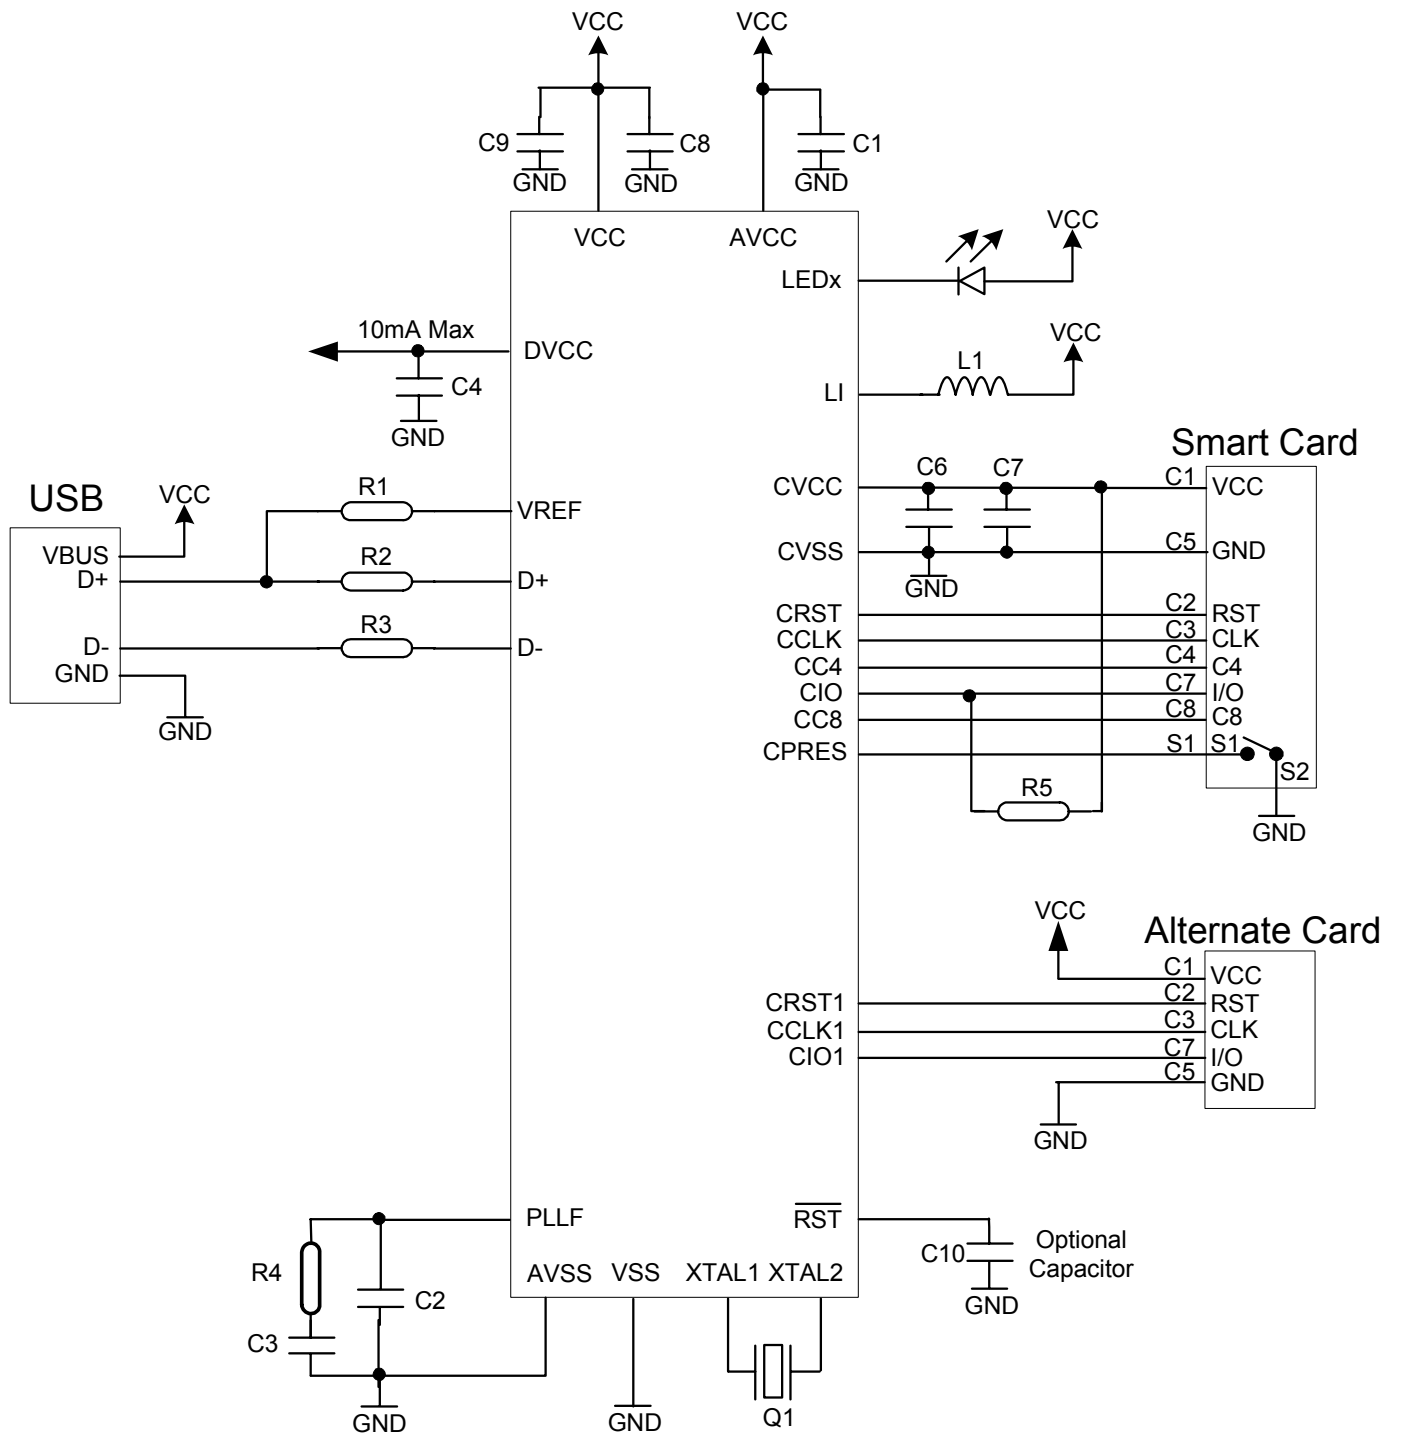 VCC
VCC
C9
C8
C1
GND
GND
GND
VCC
AVCC
VCC
LEDx
10mA Max
DVCC
C4
GND
VCC
L1
LI
Smart Card
C6
C7
CVCC
C1
VCC
USB
VCC
R1
VREF
VBUS
CVSS
C5
GND
GND
D+
R2
D+
R3
D-
D-
GND
GND
CRST
C2
RST
CCLK
C3
CLK
CC4
C4
C4
CIO
C7
I/O
CC8
C8
C8
CPRES
S1
S1
S2
R5
GND
VCC
Alternate Card
C1
VCC
CRST1
C2
RST
CCLK1
C3
CLK
CIO1
C7
I/O
C5
GND
GND
PLLF
RST
R4
C2
C3
GND
AVSS
VSS
XTAL1
XTAL2
C10
Optional
Capacitor
GND
GND
Q1